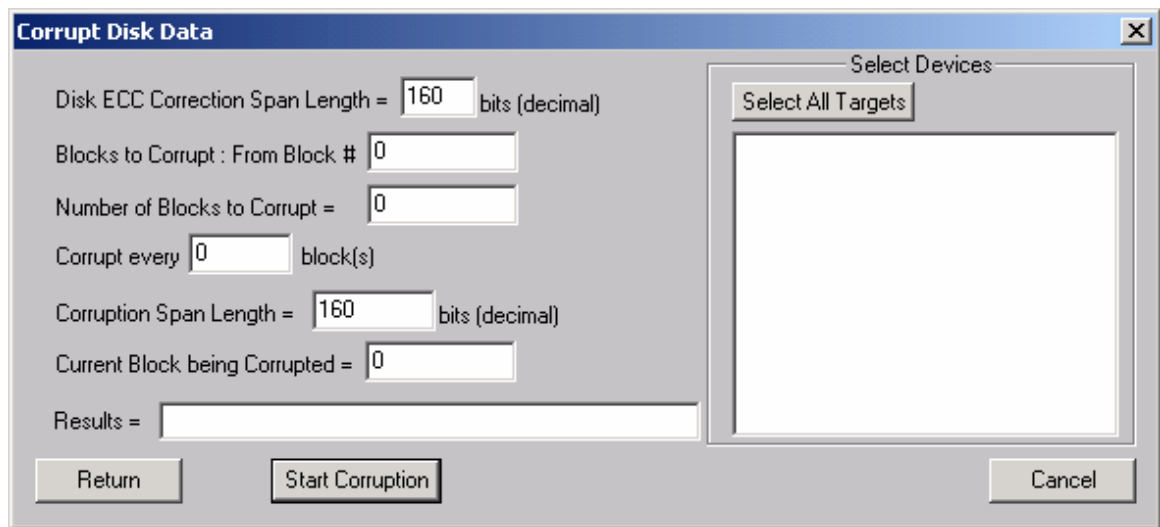 Corrupt Disk Data
Disk ECC Correction Span Length = 160 bits (decimal)
Blocks to Corrupt : From Block # 0
Number of Blocks to Corrupt = 0
Corrupt every 0 block(s)
Corruption Span Length = 160 bits (decimal)
Current Block being Corrupted = 0
Results =
Return
Start Corruption
Select Devices
Select All Targets
Cancel